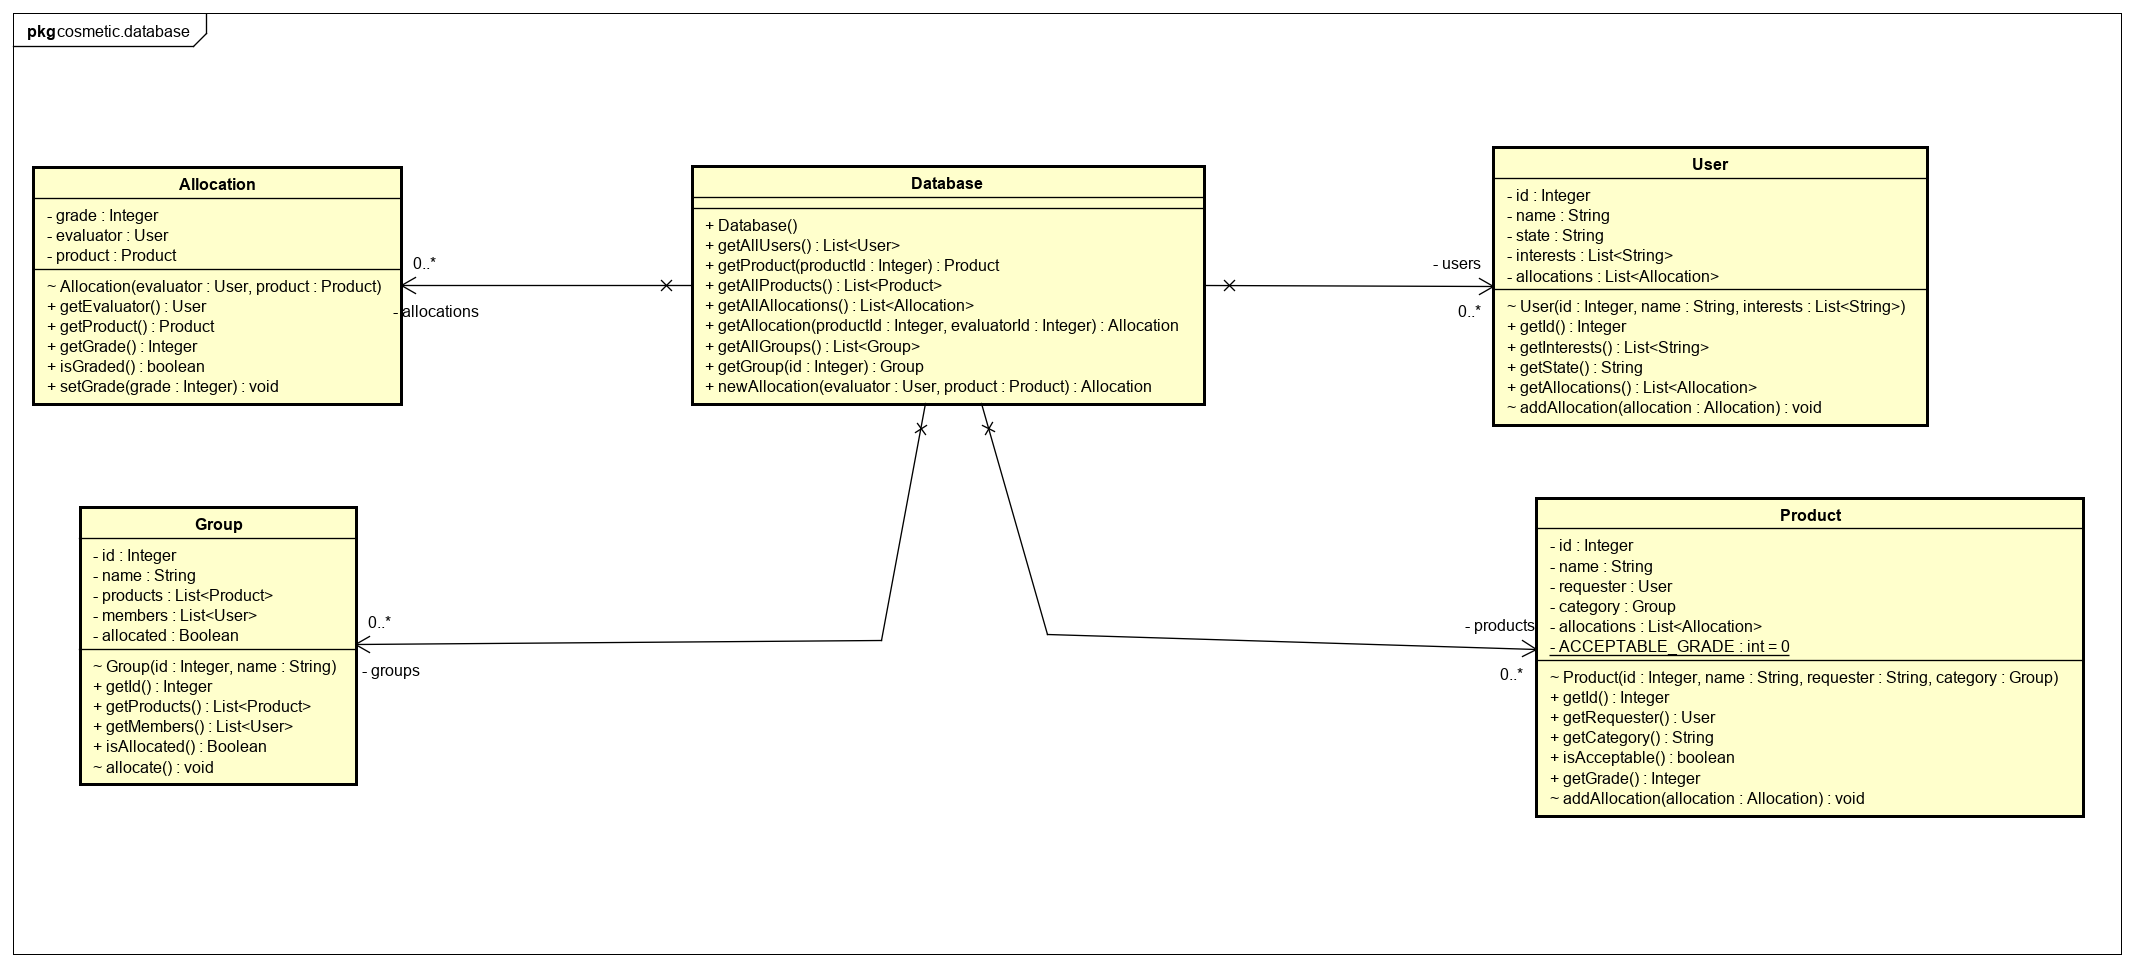 pkg cosmetic.database
Allocation
- grade : Integer
- evaluator : User
- product : Product
~ Allocation(evaluator : User, product : Product)
+ getEvaluator() : User
+ getProduct() : Product
+ getGrade() : Integer
+ isGraded() : boolean
+ setGrade(grade : Integer) : void
0..*
- allocations
Database
+ Database()
+ getAllUsers() : List<User>
+ getProduct(productId : Integer) : Product
+ getAllProducts() : List<Product>
+ getAllAllocations() : List<Allocation>
+ getAllocation(productId : Integer, evaluatorId : Integer) : Allocation
+ getAllGroups() : List<Group>
+ getGroup(id : Integer) : Group
+ newAllocation(evaluator : User, product : Product) : Allocation
- users
0..*
User
- id : Integer
- name : String
- state : String
- interests : List<String>
- allocations : List<Allocation>
~ User(id : Integer, name : String, interests : List<String>)
+ getId() : Integer
+ getInterests() : List<String>
+ getState() : String
+ getAllocations() : List<Allocation>
~ addAllocation(allocation : Allocation) : void
Group
- id : Integer
- name : String
- products : List<Product>
- members : List<User>
- allocated : Boolean
~ Group(id : Integer, name : String)
+ getId() : Integer
+ getProducts() : List<Product>
+ getMembers() : List<User>
+ isAllocated() : Boolean
~ allocate() : void
0..*
- groups
- products
0..*
Product
- id : Integer
- name : String
- requester : User
- category : Group
- allocations : List<Allocation>
- ACCEPTABLE_GRADE : int = 0
~ Product(id : Integer, name : String, requester : String, category : Group)
+ getId() : Integer
+ getRequester() : User
+ getCategory() : String
+ isAcceptable() : boolean
+ getGrade() : Integer
~ addAllocation(allocation : Allocation) : void